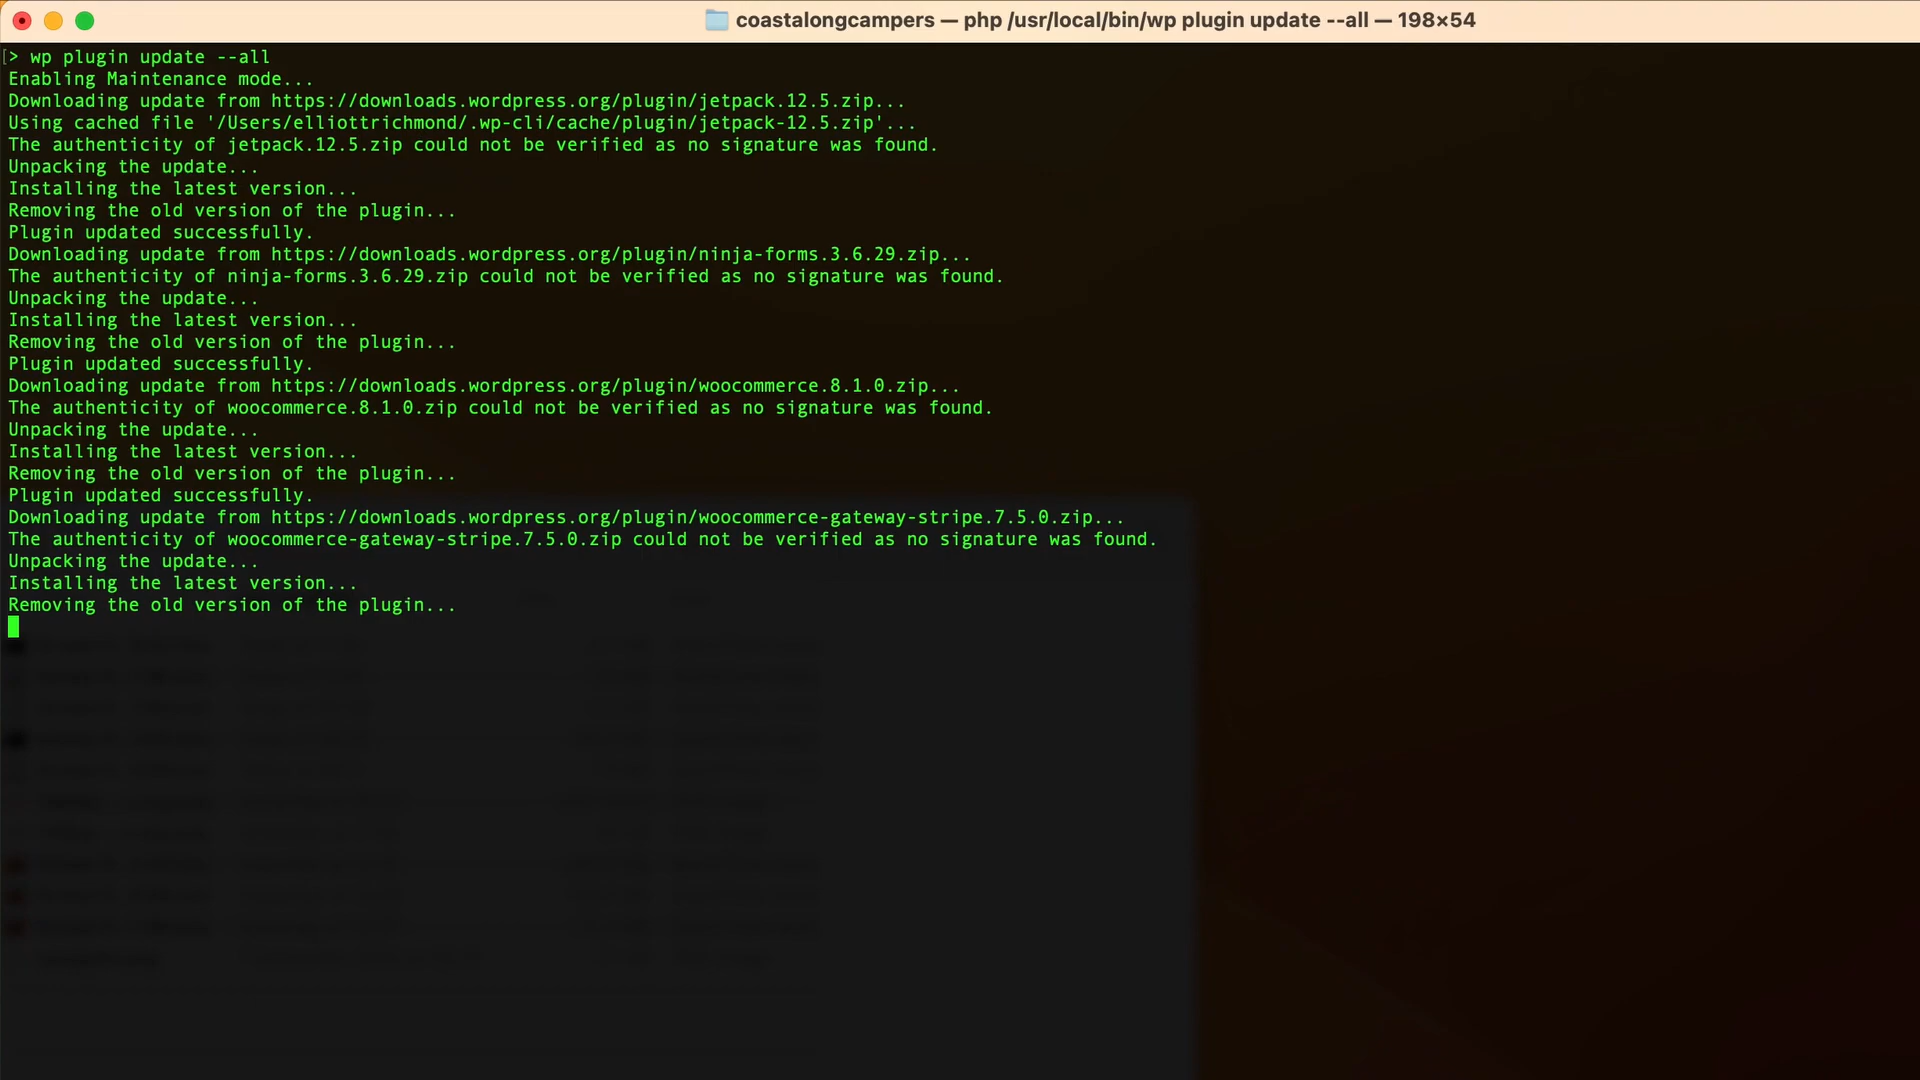 coastalongcampers — php /usr/local/bin/wp plugin update --all — 198×54
[> wp plugin update --all
Enabling Maintenance mode...
Downloading update from https://downloads.wordpress.org/plugin/jetpack.12.5.zip...
Using cached file '/Users/elliottrichmond/.wp-cli/cache/plugin/jetpack-12.5.zip'...
The authenticity of jetpack.12.5.zip could not be verified as no signature was found.
Unpacking the update...
Installing the latest version...
Removing the old version of the plugin...
Plugin updated successfully.
Downloading update from https://downloads.wordpress.org/plugin/ninja-forms.3.6.29.zip...
The authenticity of ninja-forms.3.6.29.zip could not be verified as no signature was found.
Unpacking the update...
Installing the latest version...
Removing the old version of the plugin...
Plugin updated successfully.
Downloading update from https://downloads.wordpress.org/plugin/woocommerce.8.1.0.zip...
The authenticity of woocommerce.8.1.0.zip could not be verified as no signature was found.
Unpacking the update...
Installing the latest version...
Removing the old version of the plugin...
Plugin updated successfully.
Downloading update from https://downloads.wordpress.org/plugin/woocommerce-gateway-stripe.7.5.0.zip...
The authenticity of woocommerce-gateway-stripe.7.5.0.zip could not be verified as no signature was found.
Unpacking the update...
Installing the latest version...
Removing the old version of the plugin...